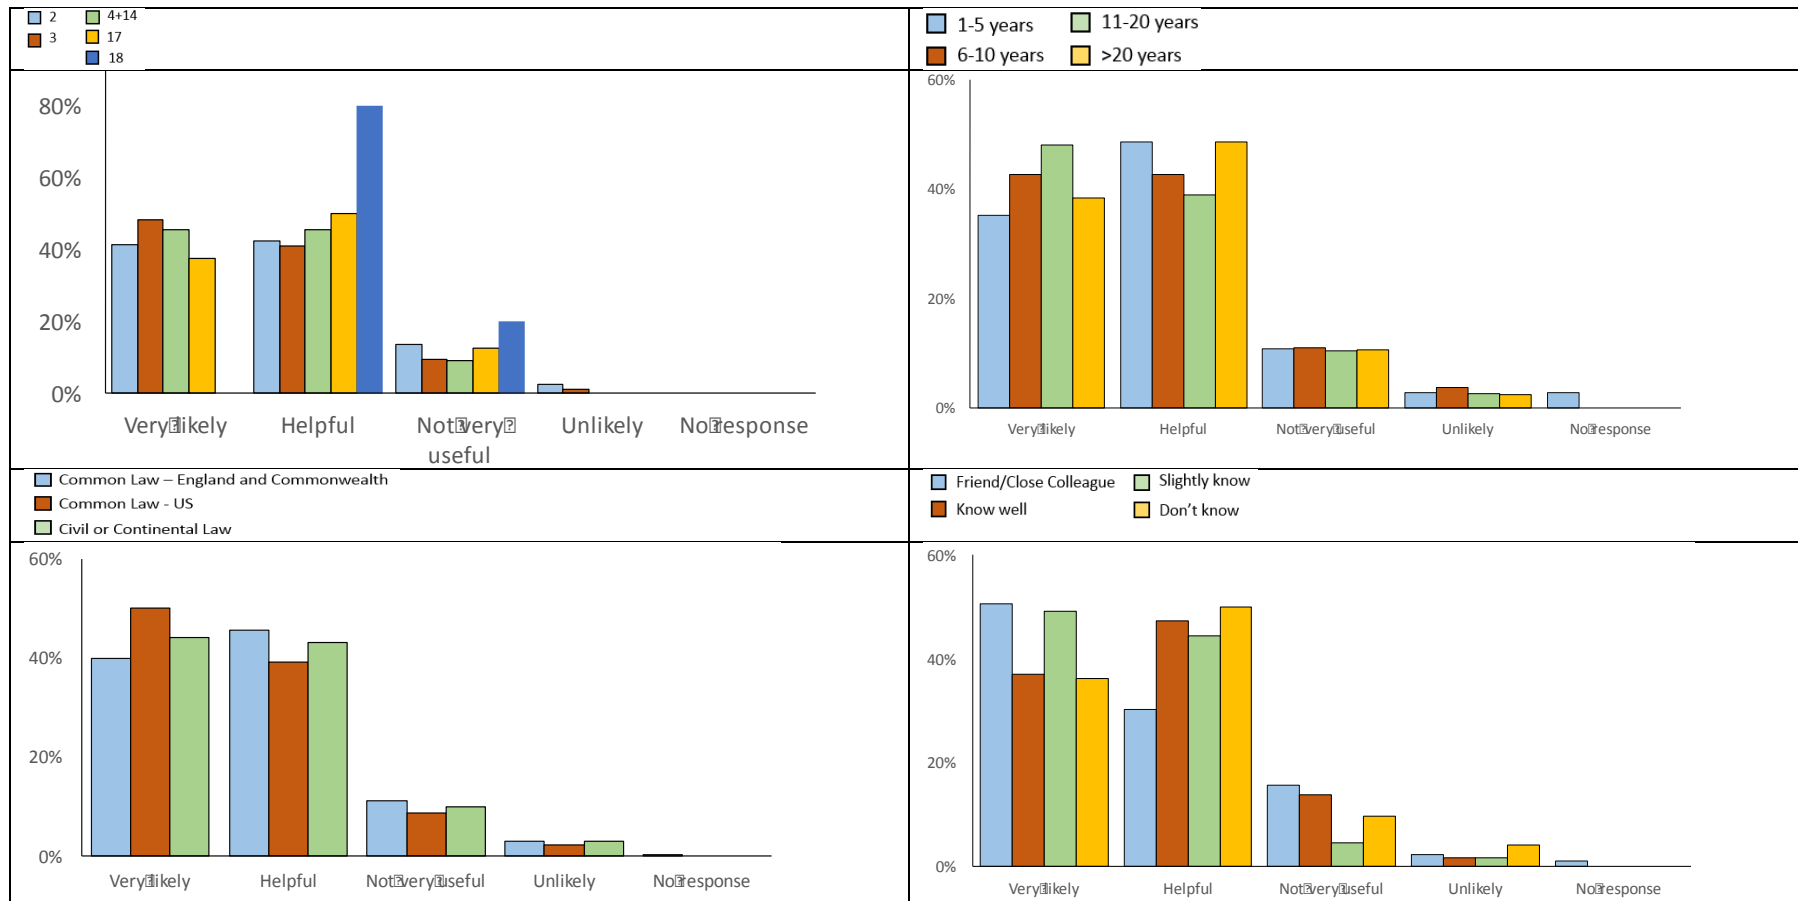 2
4+14
3
17
18
80%
60%
40%
20%
0%
Very likely
Helpful
Not very
useful
Unlikely
No response
1-5 years
11-20 years
6-10 years
>20 years
60%
40%
20%
0%
Very likely
Helpful
Not very useful
Unlikely
No response
Common Law – England and Commonwealth
Common Law - US
Civil or Continental Law
60%
40%
20%
0%
Very likely
Helpful
Not very useful
Unlikely
No response
Friend/Close Colleague
Slightly know
Know well
Don't know
60%
40%
20%
0%
Very likely
Helpful
Not very useful
Unlikely
No response